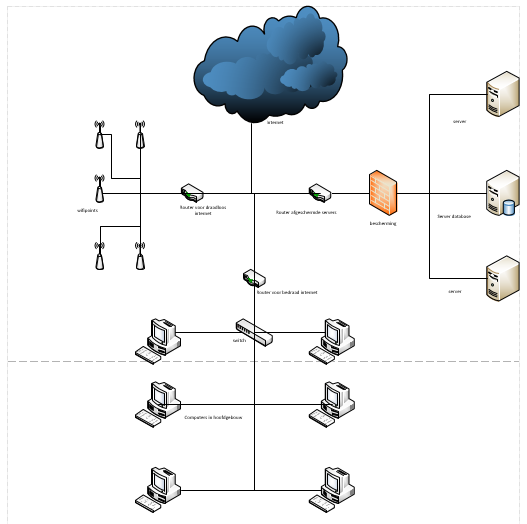 internet
server
wifipoints
Router voor draadloos
internet
Router afgeschermde servers
bescherming
Server database
Router voor bedraad internet
server
switch
Computers in hoofdgebouw